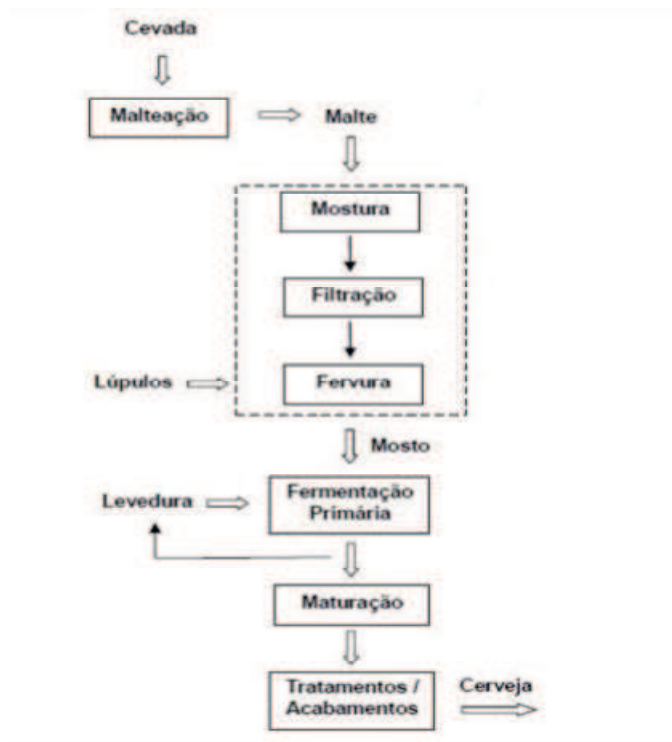 Cevada
Malteação
Malte
Mostura
Filtração
Lúpulos
Fervura
Mosto
Levedura
Fermentação
Primária
Maturação
Tratamentos /
Acabamentos
Cerveja